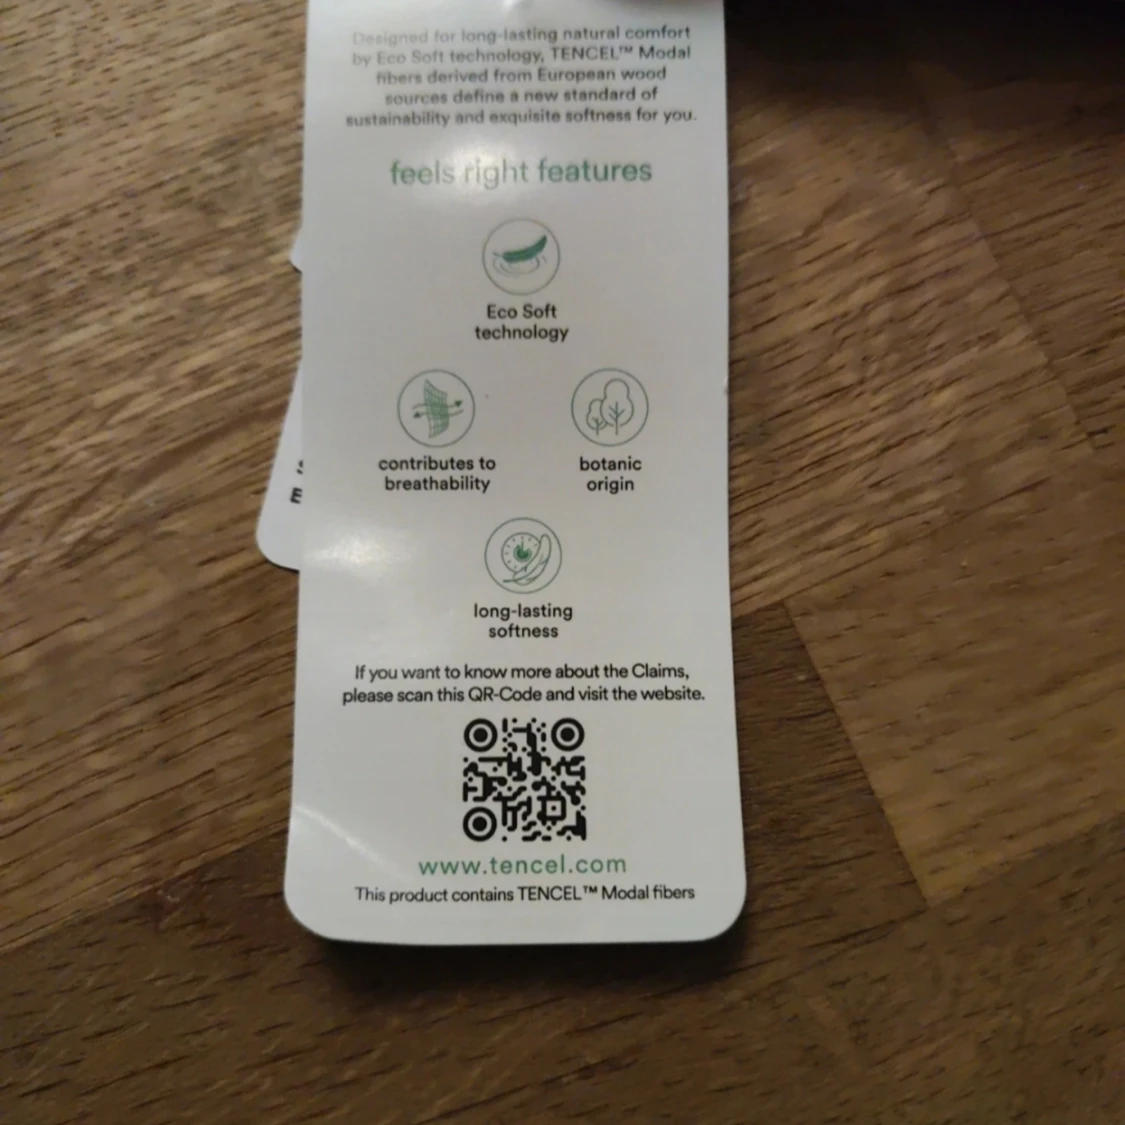 Designed for long-lasting natural comfort
by Eco Soft technology, TENCEL™ Modal
fibers derived from European wood
sources define a new standard of
sustainability and exquisite softness for you.
feels right features
Eco Soft
technology
contributes to
breathability
botanic
origin
E
long-lasting
softness
If you want to know more about the Claims,
please scan this QR-Code and visit the website.
www.tencel.com
This product contains TENCEL™ Modal fibers